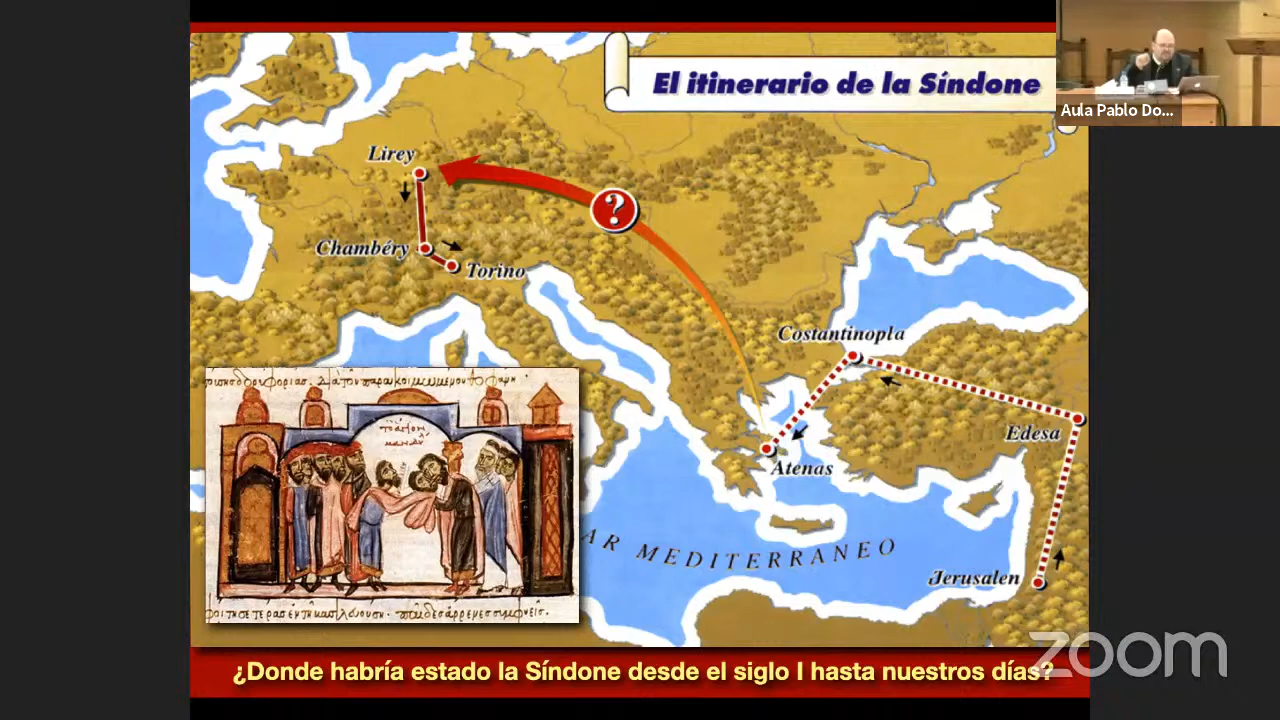 El itinerario de la Síndone
Aula Pablo Do...
Lirey
?
Chambéry
Torino
Costantinopla
Edesa
Atenas
AR MEDITERRANEO
Jerusalen
zoom
¿Donde habría estado la Síndone desde el siglo I hasta nuestros días?